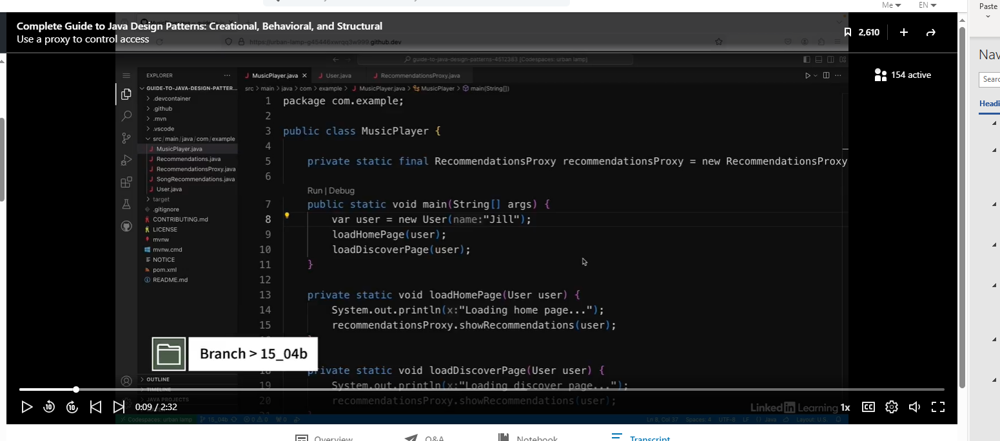 Me EN
Paste
Complete Guide to Java Design Patterns: Creational, Behavioral, and Structural
Use a proxy to control access
2,610
https://urban-lamp-g45446xwrqq3w999.github.dev
154 active
guide-to-java-design-patterns-4512383 [Codespaces: urban lamp]
EXPLORER
GUIDE-TO-JAVA-DESIGN-PATTER...
.devcontainer
.github
.mvn
.vscode
src/main/java/com/example
MusicPlayer.java
Recommendations.java
RecommendationsProxy.java
SongRecommendations.java
User.java
target
.gitignore
CONTRIBUTING.md
LICENSE
mvnw
mvnw.cmd
NOTICE
pom.xml
README.md
OUTLINE
TIMELINE
JAVA PROJECTS
MusicPlayer.java User.java RecommendationsProxy.java
src > main > java > com > example > MusicPlayer.java > MusicPlayer > main(String[])
1 package com.example;
2
3 public class MusicPlayer {
4
5 private static final RecommendationsProxy recommendationsProxy = new RecommendationsProxy
6
Run | Debug
7 public static void main(String[] args) {
8 var user = new User(name:"Jill");
9 loadHomePage(user);
10 loadDiscoverPage(user);
11 }
12
13 private static void loadHomePage(User user) {
14 System.out.println(x:"Loading home page...");
15 recommendationsProxy.showRecommendations(user);
18 private static void loadDiscoverPage(User user) {
19 System.out.println(x:"Loading discover page...");
20 recommendationsProxy.showRecommendations(user);
Branch > 15_04b
0:09 / 2:32
LinkedIn Learning
1x
CC
Codespaces: urban lamp 15_04b 0 0 0
Ln 8, Col 37 Spaces: 4 UTF-8 LF {} Java Layout: U.S.
Overview Q&A Notebook Transcript
Nav
Searc
Headi